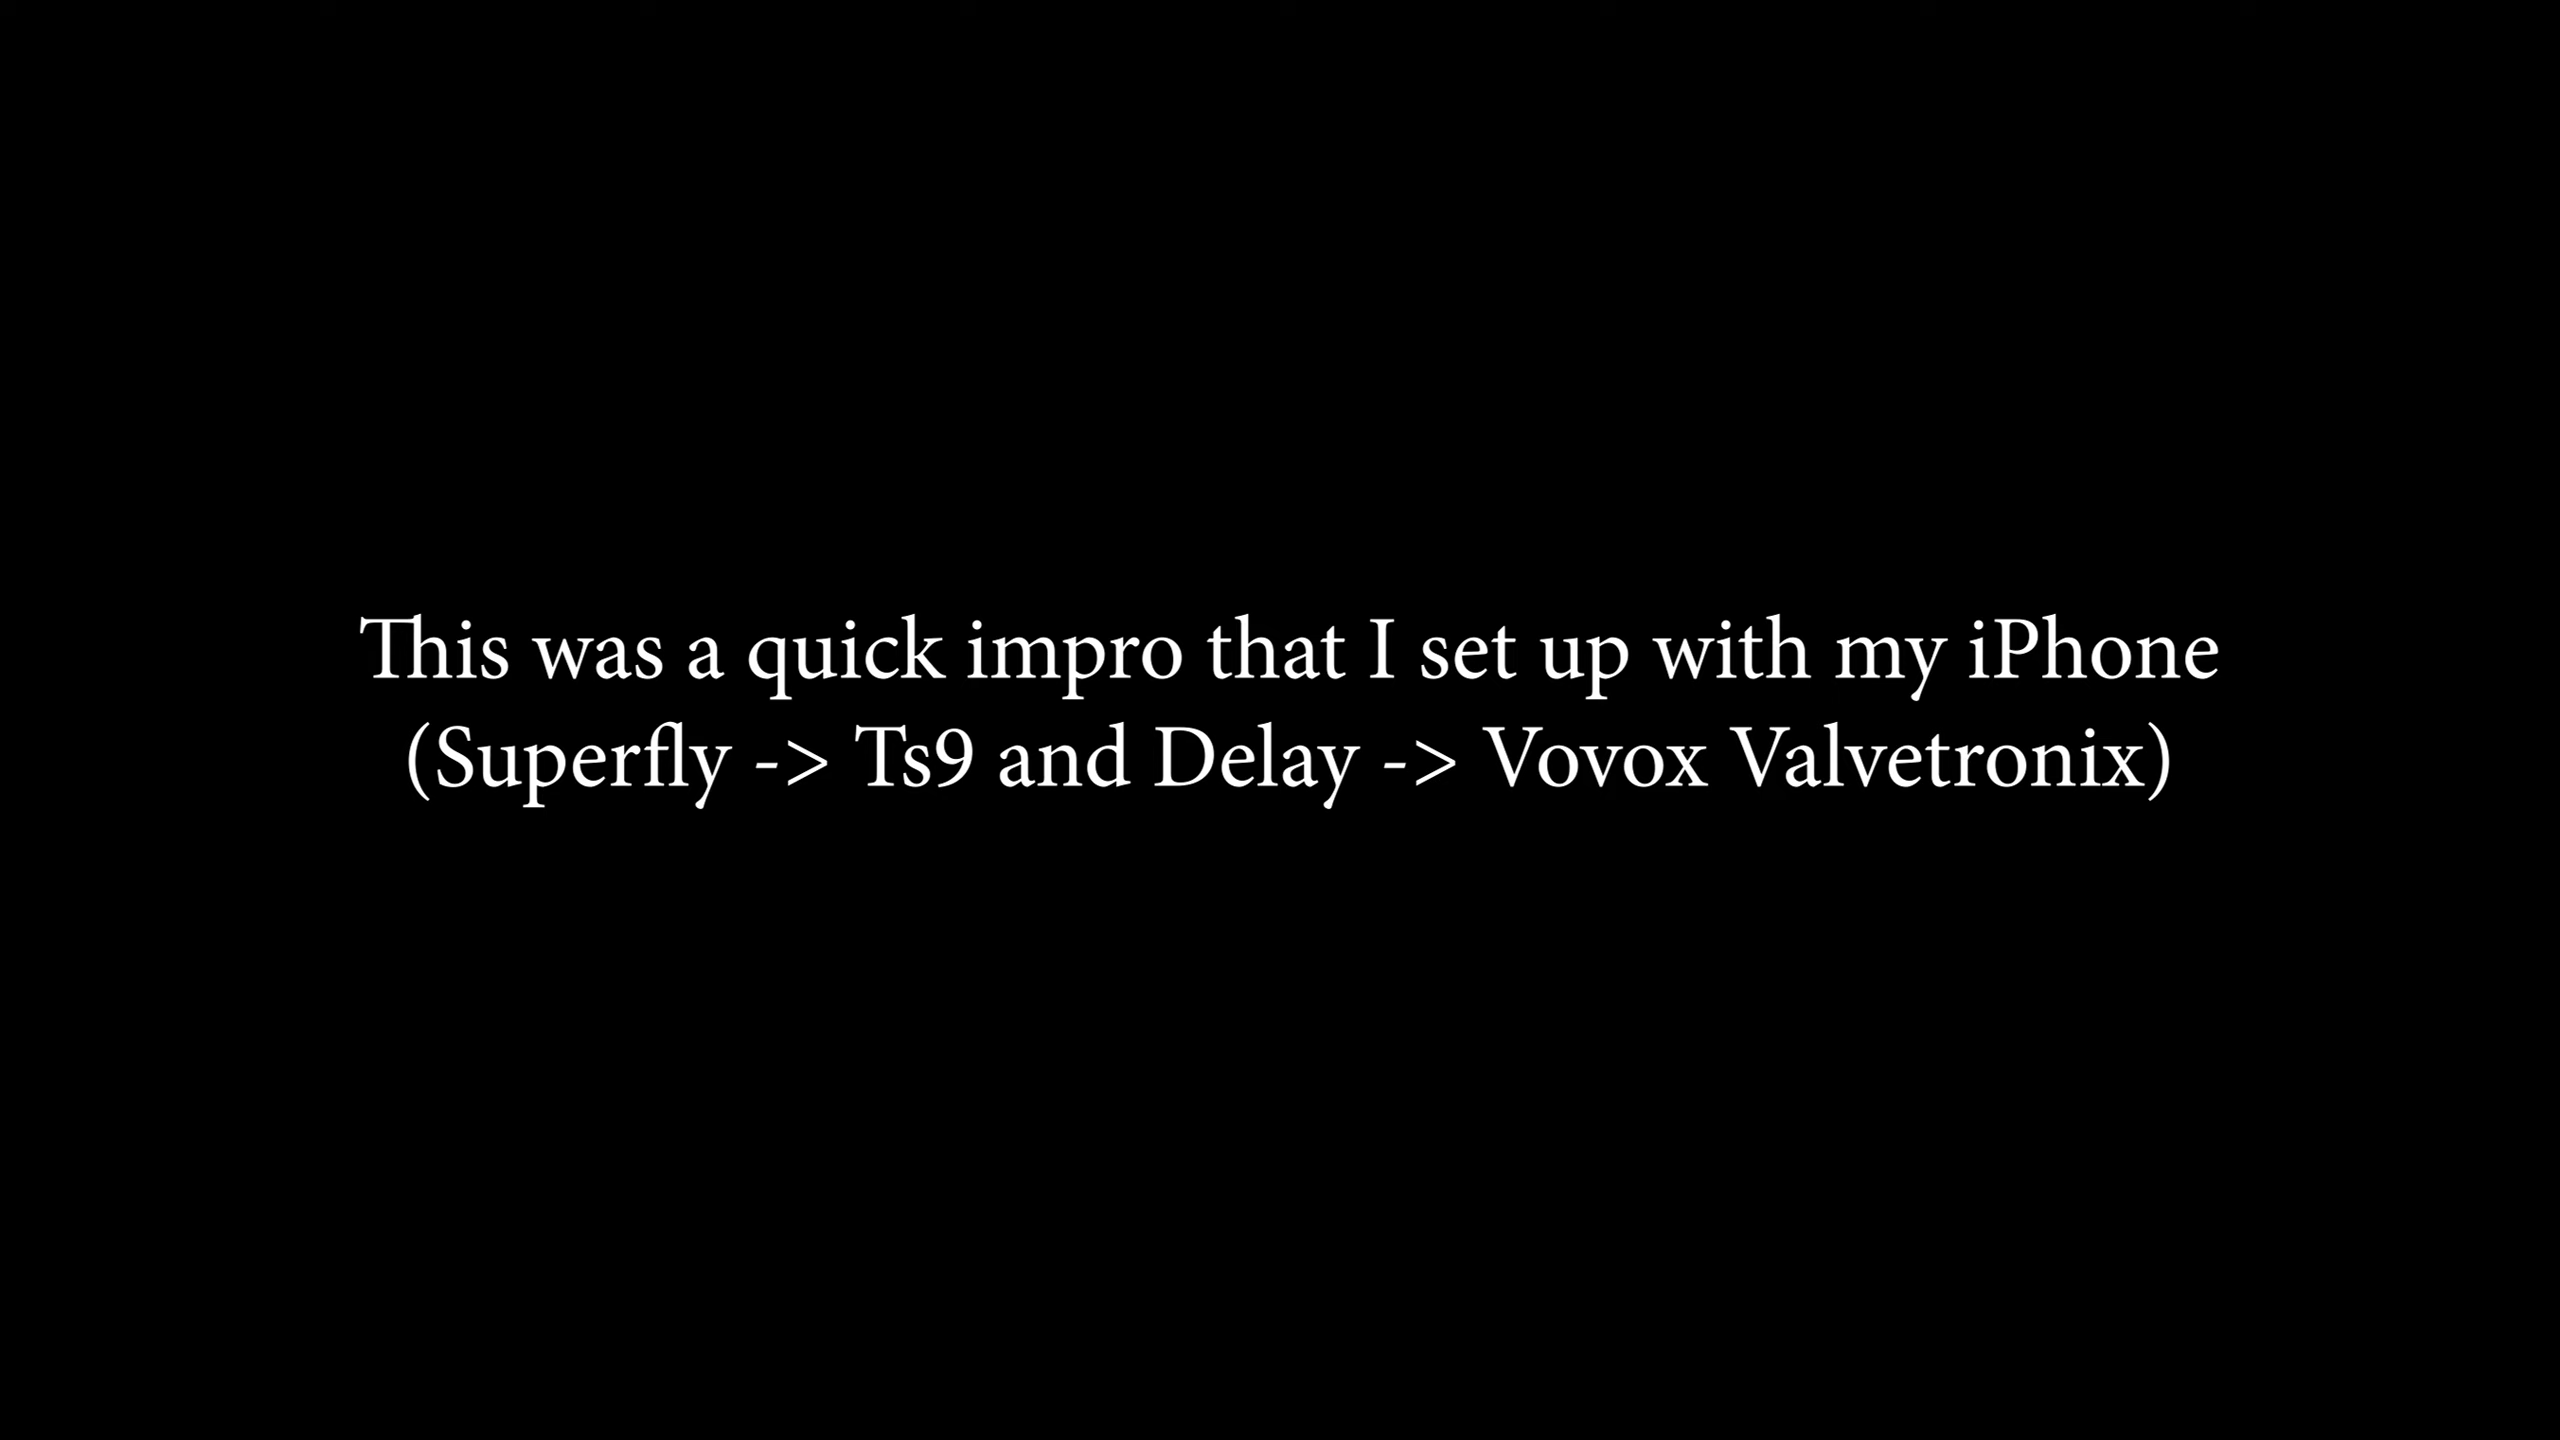 This was a quick impro that I set up with my iPhone
(Superfly -> Ts9 and Delay -> Vovox Valvetronix)